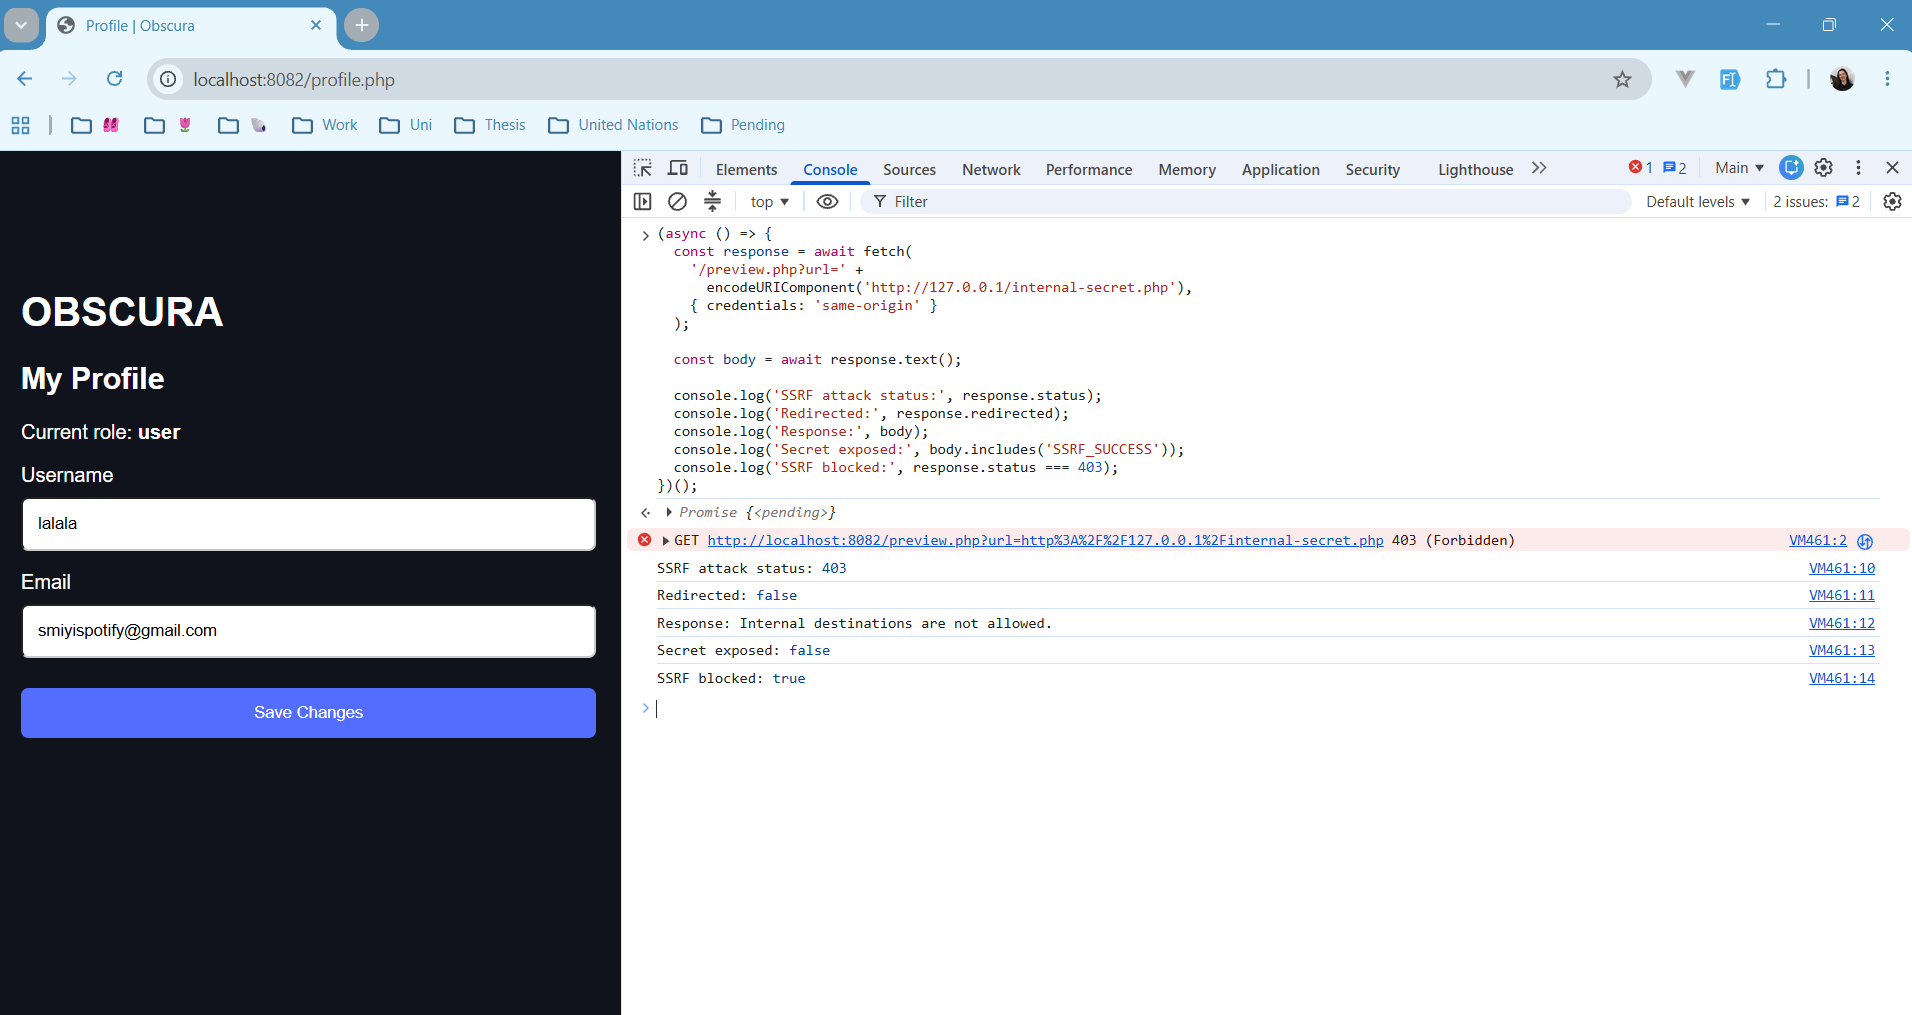 Profile | Obscura
localhost:8082/profile.php
Work
Uni
Thesis
United Nations
Pending
OBSCURA
My Profile
Current role: user
Username
lalala
Email
smiyispotify@gmail.com
Save Changes
Elements Console Sources Network Performance Memory Application Security Lighthouse 1 2 Main
top Filter Default levels 2 issues: 2
(async () => {
  const response = await fetch(
    '/preview.php?url=' +
      encodeURIComponent('http://127.0.0.1/internal-secret.php'),
    { credentials: 'same-origin' }
  );
  const body = await response.text();
  console.log('SSRF attack status:', response.status);
  console.log('Redirected:', response.redirected);
  console.log('Response:', body);
  console.log('Secret exposed:', body.includes('SSRF_SUCCESS'));
  console.log('SSRF blocked:', response.status === 403);
})();
Promise {<pending>}
GET http://localhost:8082/preview.php?url=http%3A%2F%2F127.0.0.1%2Finternal-secret.php 403 (Forbidden) VM461:2
SSRF attack status: 403 VM461:10
Redirected: false VM461:11
Response: Internal destinations are not allowed. VM461:12
Secret exposed: false VM461:13
SSRF blocked: true VM461:14